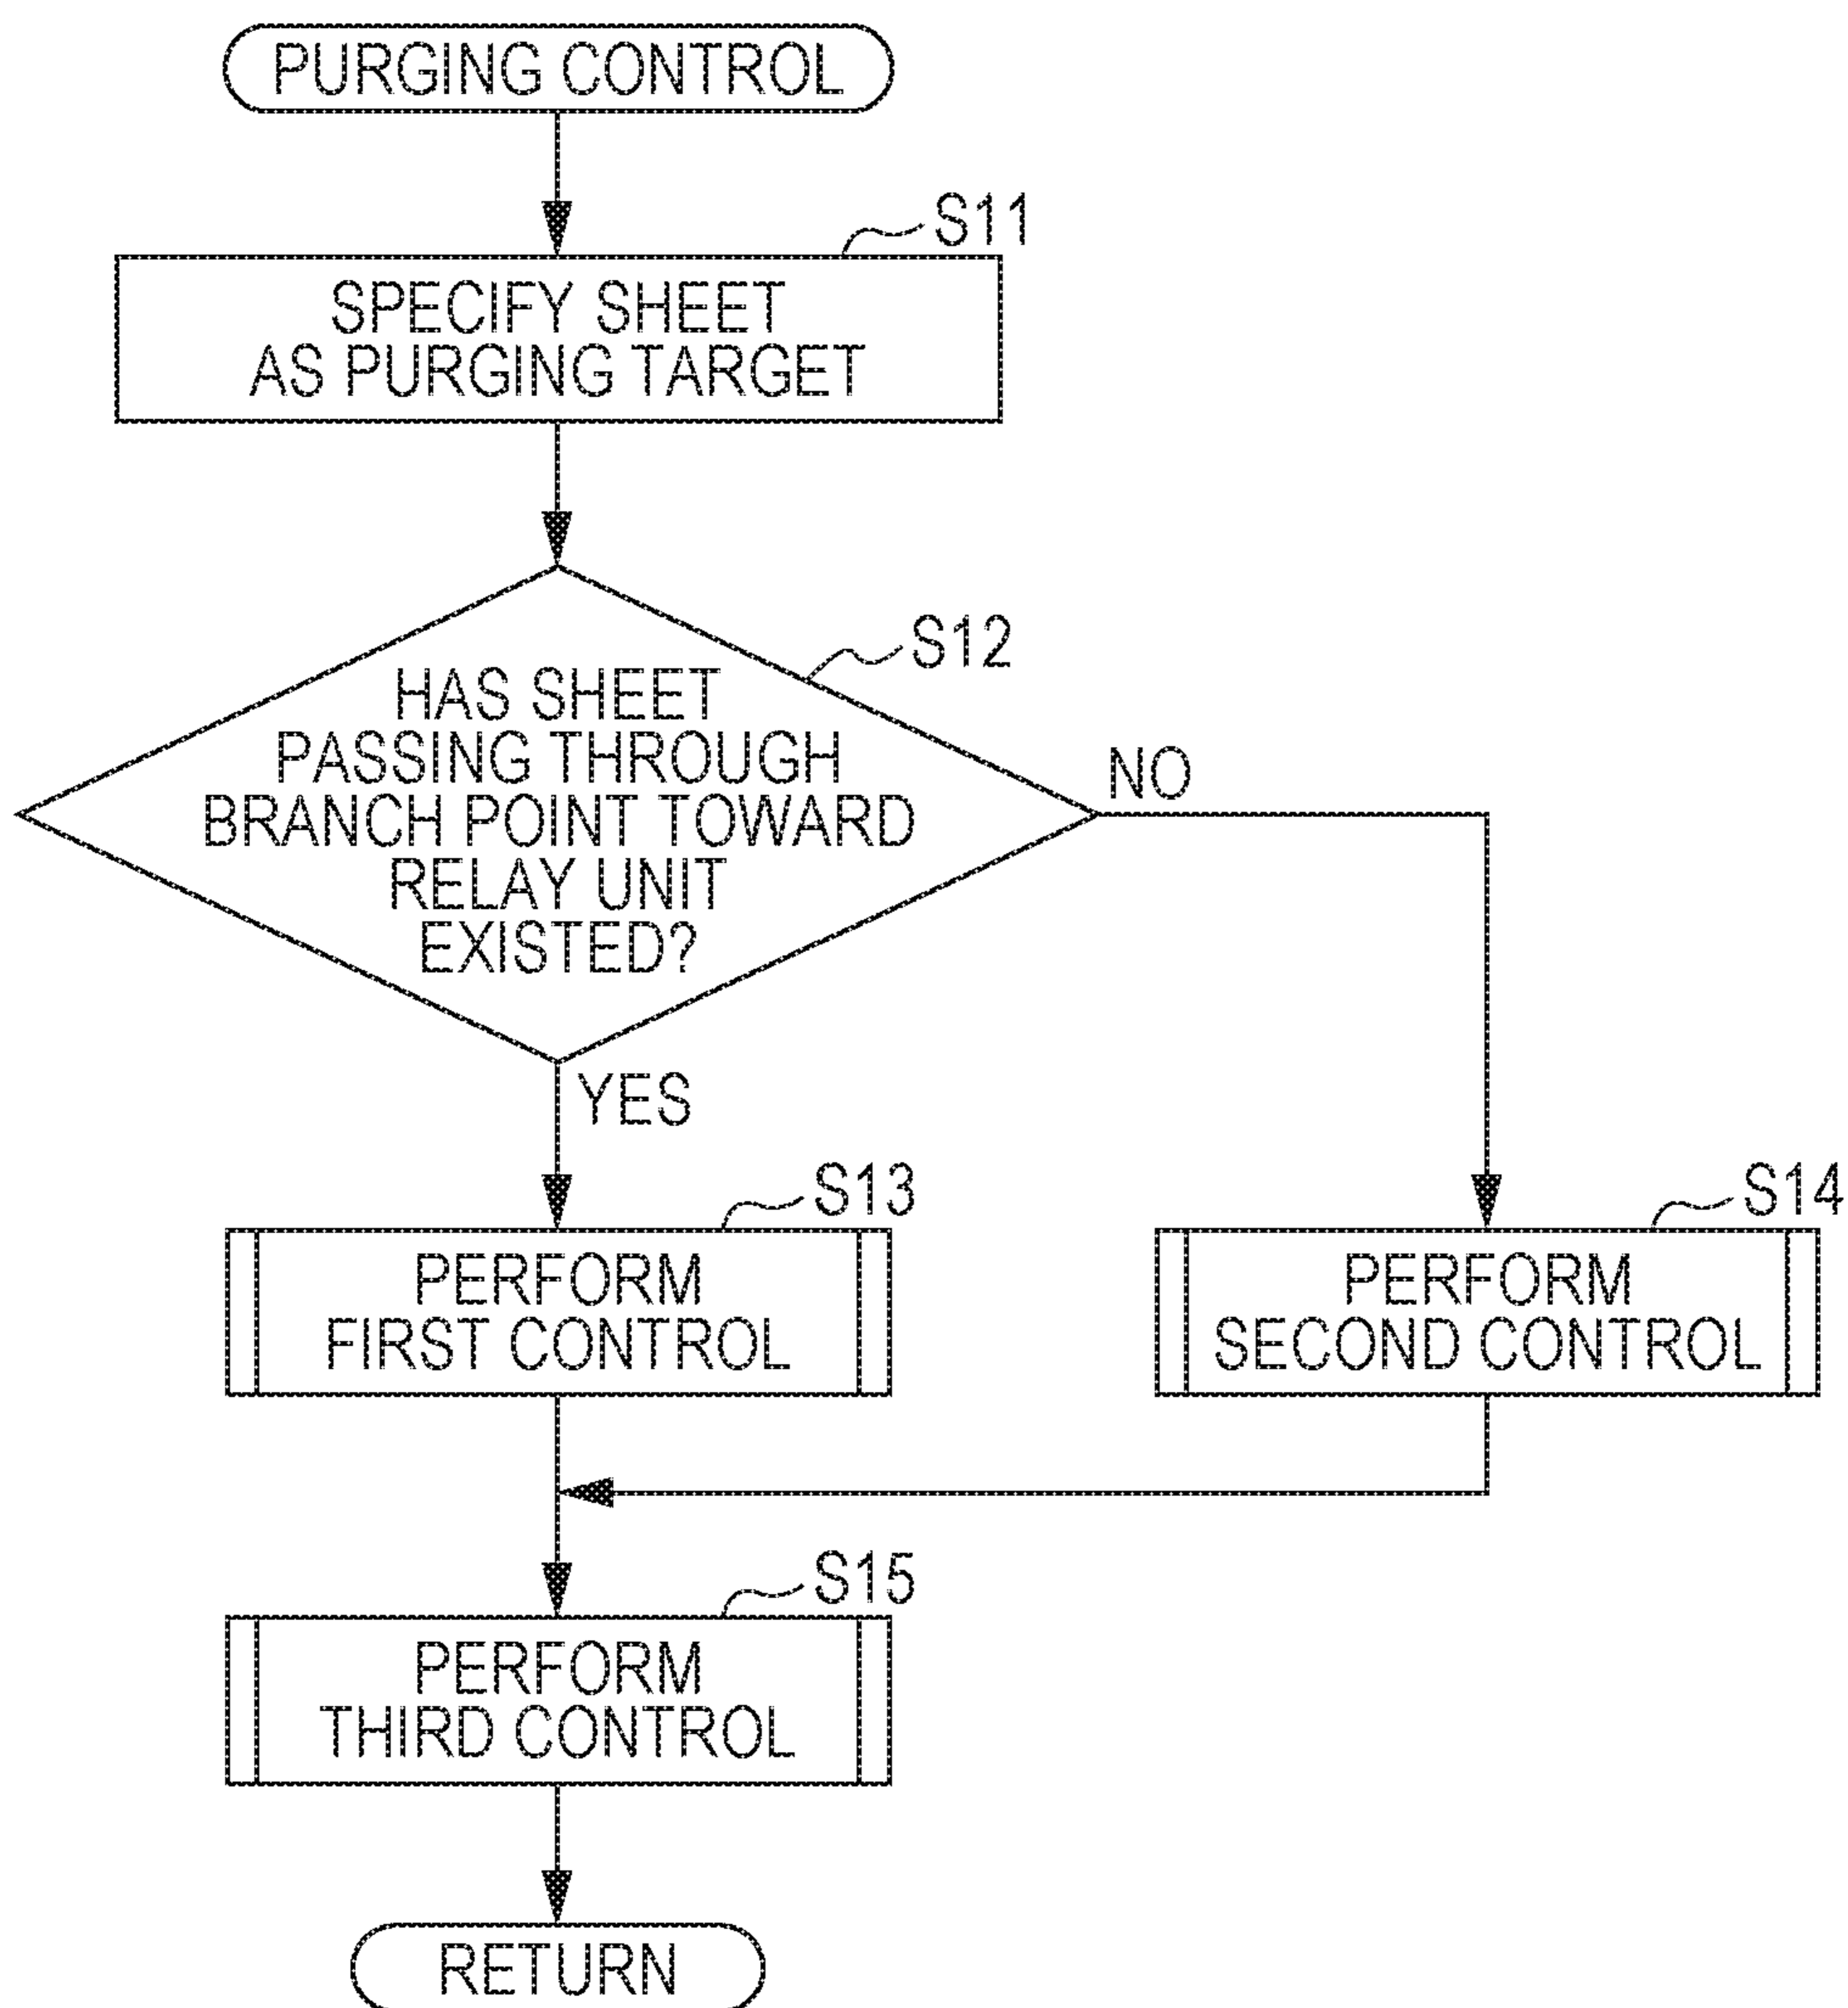 PURGING CONTROL
S11
SPECIFY SHEET
AS PURGING TARGET
S12
HAS SHEET
PASSING THROUGH
BRANCH POINT TOWARD
RELAY UNIT
EXISTED?
NO
YES
S13
PERFORM
FIRST CONTROL
S14
PERFORM
SECOND CONTROL
S15
PERFORM
THIRD CONTROL
RETURN